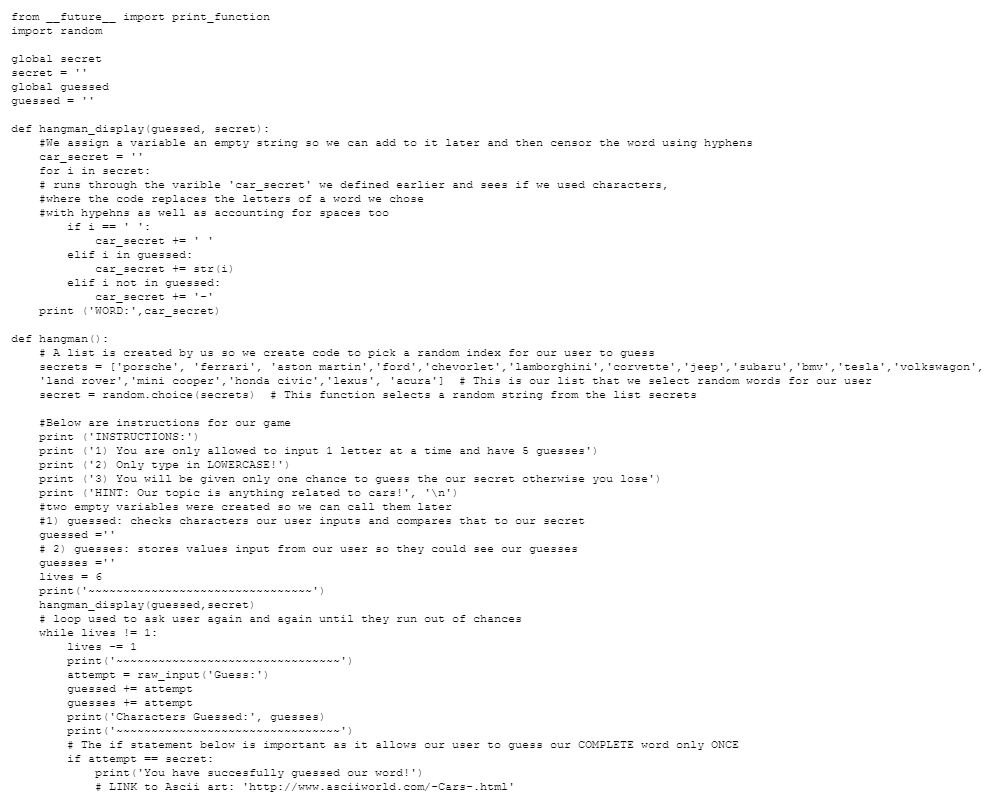 from __future__ import print_function
import random

global secret
secret = ''
global guessed
guessed = ''

def hangman_display(guessed, secret):
    #We assign a variable an empty string so we can add to it later and then censor the word using hyphens
    car_secret = ''
    for i in secret:
    # runs through the varible 'car_secret' we defined earlier and sees if we used characters,
    #where the code replaces the letters of a word we chose
    #with hypehns as well as accounting for spaces too
        if i == ' ':
            car_secret += ' '
        elif i in guessed:
            car_secret += str(i)
        elif i not in guessed:
            car_secret += '-'
    print ('WORD:',car_secret)

def hangman():
    # A list is created by us so we create code to pick a random index for our user to guess
    secrets = ['porsche', 'ferrari', 'aston martin','ford','chevorlet','lamborghini','corvette','jeep','subaru','bmv','tesla','volkswagon',
    'land rover','mini cooper','honda civic','lexus', 'acura']  # This is our list that we select random words for our user
    secret = random.choice(secrets)  # This function selects a random string from the list secrets

    #Below are instructions for our game
    print ('INSTRUCTIONS:')
    print ('1) You are only allowed to input 1 letter at a time and have 5 guesses')
    print ('2) Only type in LOWERCASE!')
    print ('3) You will be given only one chance to guess the our secret otherwise you lose')
    print ('HINT: Our topic is anything related to cars!', '\n')
    #two empty variables were created so we can call them later
    #1) guessed: checks characters our user inputs and compares that to our secret
    guessed =''
    # 2) guesses: stores values input from our user so they could see our guesses
    guesses =''
    lives = 6
    print('~~~~~~~~~~~~~~~~~~~~~~~~~~~~~~~~')
    hangman_display(guessed,secret)
    # loop used to ask user again and again until they run out of chances
    while lives != 1:
        lives -= 1
        print('~~~~~~~~~~~~~~~~~~~~~~~~~~~~~~~~')
        attempt = raw_input('Guess:')
        guessed += attempt
        guesses += attempt
        print('Characters Guessed:', guesses)
        print('~~~~~~~~~~~~~~~~~~~~~~~~~~~~~~~~')
        # The if statement below is important as it allows our user to guess our COMPLETE word only ONCE
        if attempt == secret:
            print('You have succesfully guessed our word!')
            # LINK to Ascii art: 'http://www.asciiworld.com/-Cars-.html'